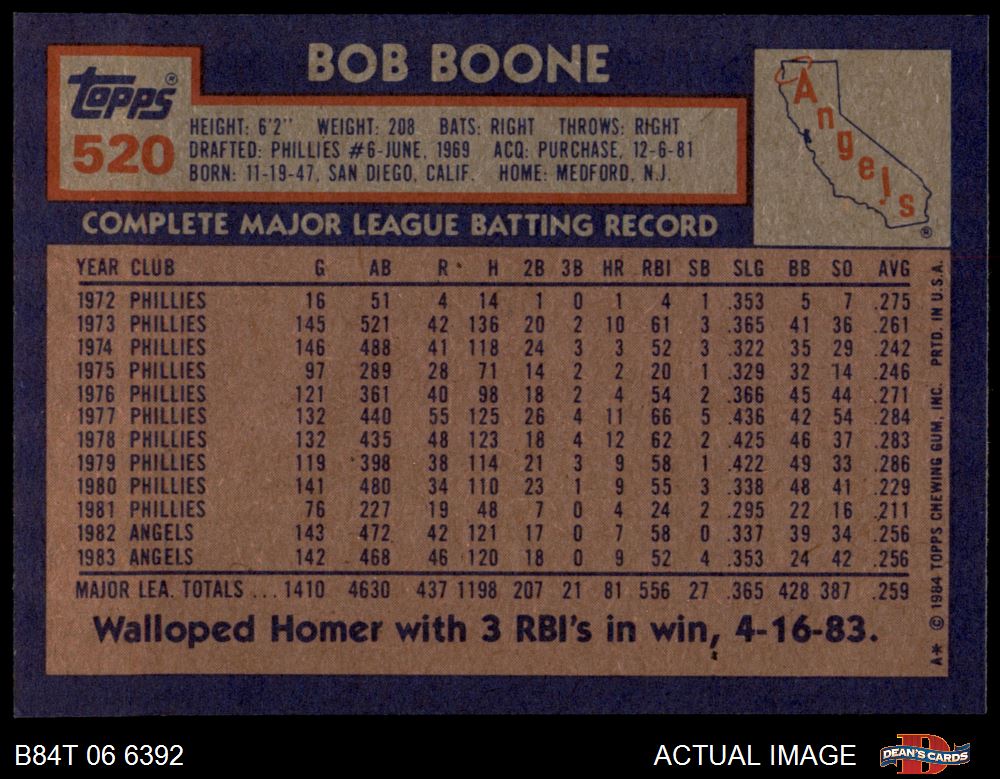 BOB BOONE
Topps®
520
HEIGHT: 6'2" WEIGHT: 208 BATS: RIGHT THROWS: RIGHT
DRAFTED: PHILLIES #6-JUNE, 1969 ACQ: PURCHASE, 12-6-81
BORN: 11-19-47, SAN DIEGO, CALIF. HOME: MEDFORD, N.J.
Angels®
COMPLETE MAJOR LEAGUE BATTING RECORD
YEAR CLUB G AB R H 2B 3B HR RBI SB SLG BB SO AVG
1972 PHILLIES 16 51 4 14 1 0 1 4 1 .353 5 7 .275
1973 PHILLIES 145 521 42 136 20 2 10 61 3 .365 41 36 .261
1974 PHILLIES 146 488 41 118 24 3 3 52 3 .322 35 29 .242
1975 PHILLIES 97 289 28 71 14 2 2 20 1 .329 32 14 .246
1976 PHILLIES 121 361 40 98 18 2 4 54 2 .366 45 44 .271
1977 PHILLIES 132 440 55 125 26 4 11 66 5 .436 42 54 .284
1978 PHILLIES 132 435 48 123 18 4 12 62 2 .425 46 37 .283
1979 PHILLIES 119 398 38 114 21 3 9 58 1 .422 49 33 .286
1980 PHILLIES 141 480 34 110 23 1 9 55 3 .338 48 41 .229
1981 PHILLIES 76 227 19 48 7 0 4 24 2 .295 22 16 .211
1982 ANGELS 143 472 42 121 17 0 7 58 0 .337 39 34 .256
1983 ANGELS 142 468 46 120 18 0 9 52 4 .353 24 42 .256
MAJOR LEA. TOTALS ... 1410 4630 437 1198 207 21 81 556 27 .365 428 387 .259
Walloped Homer with 3 RBI's in win, 4-16-83.
A* © 1984 TOPPS CHEWING GUM, INC. PRTD. IN U.S.A.
B84T 06 6392
ACTUAL IMAGE
DEAN'S CARDS